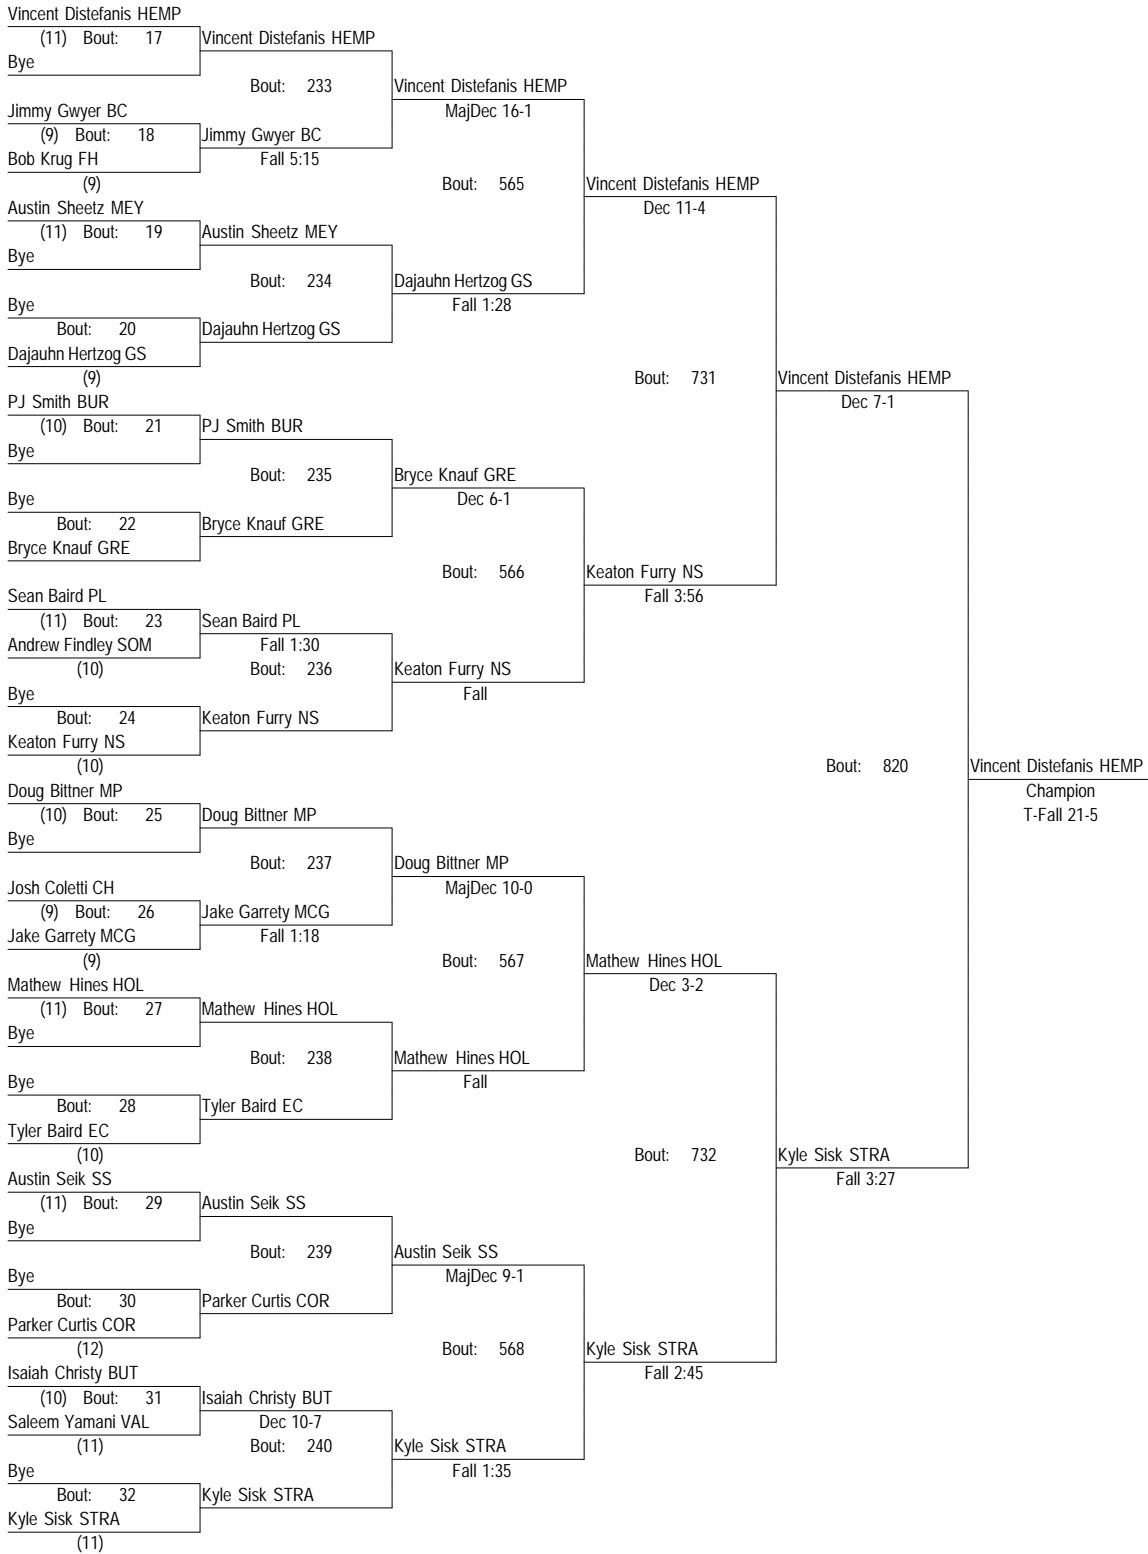 Vincent Distefanis HEMP
(11) Bout: 17 Vincent Distefanis HEMP
Bye
Bout: 233 Vincent Distefanis HEMP
Jimmy Gwyer BC MajDec 16-1
(9) Bout: 18 Jimmy Gwyer BC
Bob Krug FH Fall 5:15
(9) Bout: 565 Vincent Distefanis HEMP
Austin Sheetz MEY Dec 11-4
(11) Bout: 19 Austin Sheetz MEY
Bye
Bout: 234 Dajauhn Hertzog GS
Bye Fall 1:28
Bout: 20 Dajauhn Hertzog GS
Dajauhn Hertzog GS
(9) Bout: 731 Vincent Distefanis HEMP
PJ Smith BUR Dec 7-1
(10) Bout: 21 PJ Smith BUR
Bye
Bout: 235 Bryce Knauf GRE
Bye Dec 6-1
Bout: 22 Bryce Knauf GRE
Bryce Knauf GRE
Bout: 566 Keaton Furry NS
Sean Baird PL Fall 3:56
(11) Bout: 23 Sean Baird PL
Andrew Findley SOM Fall 1:30
(10) Bout: 236 Keaton Furry NS
Bye Fall
Bout: 24 Keaton Furry NS
Keaton Furry NS
(10) Bout: 820 Vincent Distefanis HEMP
Doug Bittner MP Champion
(10) Bout: 25 Doug Bittner MP T-Fall 21-5
Bye
Bout: 237 Doug Bittner MP
Josh Coletti CH MajDec 10-0
(9) Bout: 26 Jake Garrety MCG
Jake Garrety MCG Fall 1:18
(9) Bout: 567 Mathew Hines HOL
Mathew Hines HOL Dec 3-2
(11) Bout: 27 Mathew Hines HOL
Bye
Bout: 238 Mathew Hines HOL
Bye Fall
Bout: 28 Tyler Baird EC
Tyler Baird EC
(10) Bout: 732 Kyle Sisk STRA
Austin Seik SS Fall 3:27
(11) Bout: 29 Austin Seik SS
Bye
Bout: 239 Austin Seik SS
Bye MajDec 9-1
Bout: 30 Parker Curtis COR
Parker Curtis COR
(12) Bout: 568 Kyle Sisk STRA
Isaiah Christy BUT Fall 2:45
(10) Bout: 31 Isaiah Christy BUT
Saleem Yamani VAL Dec 10-7
(11) Bout: 240 Kyle Sisk STRA
Bye Fall 1:35
Bout: 32 Kyle Sisk STRA
Kyle Sisk STRA
(11)